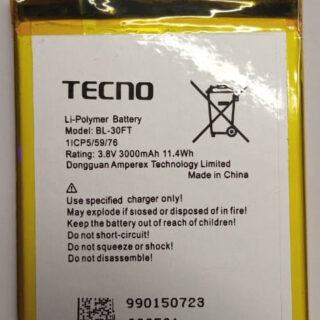 TECNO
Li-Polymer Battery
Model: BL-30FT
1ICP5/59/76
Rating: 3.8V 3000mAh 11.4Wh
Dongguan Amperex Technology Limited
Made in China
Use specified charger only!
May explode if slosed or disposed of in fire!
Keep the battery out of reach of children!
Do not short-circuit!
Do not squeeze or shock!
Do not disassemble!
990150723